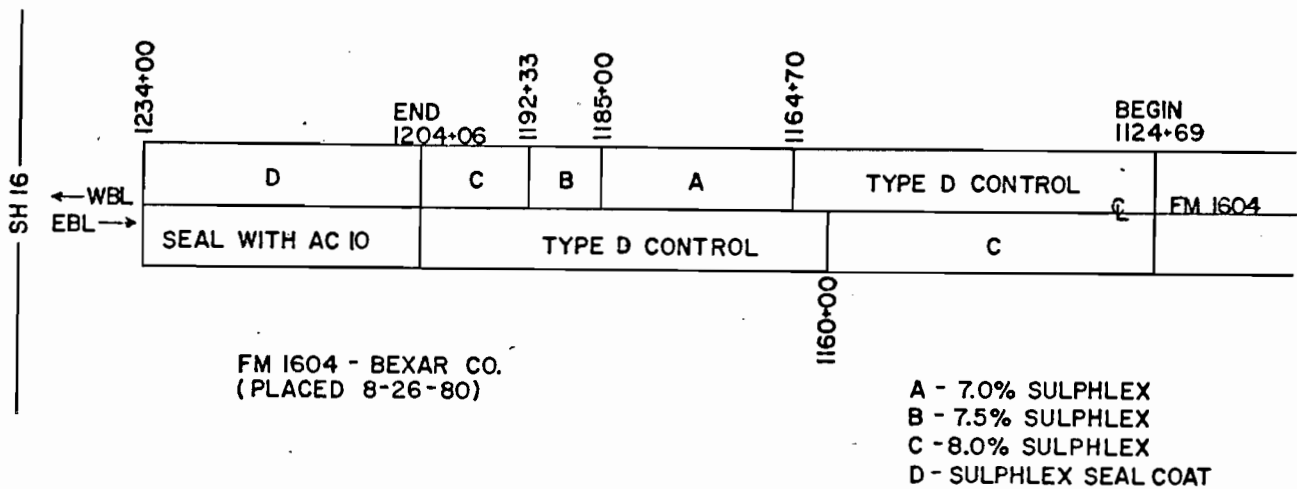 SH 16
1234+00
END
1204+06
1192+33
1185+00
1164+70
BEGIN
1124+69
←WBL
D
C
B
A
TYPE D CONTROL
℄
FM 1604
EBL→
SEAL WITH AC 10
TYPE D CONTROL
C
1160+00
FM 1604 - BEXAR CO.
(PLACED 8-26-80)
A - 7.0% SULPHLEX
B - 7.5% SULPHLEX
C - 8.0% SULPHLEX
D - SULPHLEX SEAL COAT